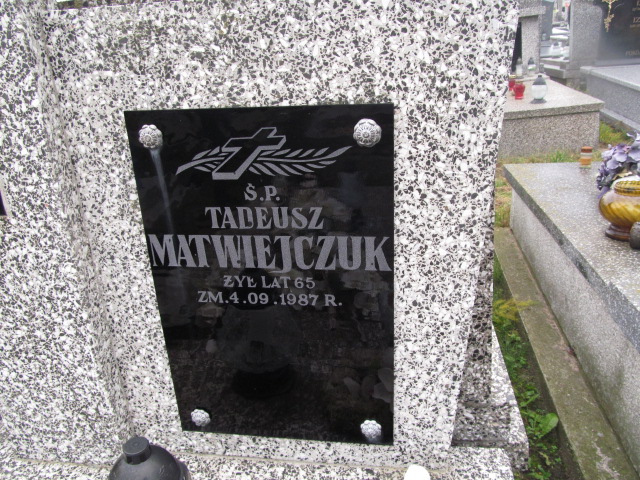 Ś.P.
TADEUSZ
MATWIEJCZUK
ŻYŁ LAT 65
ZM. 4.09.1987 R.